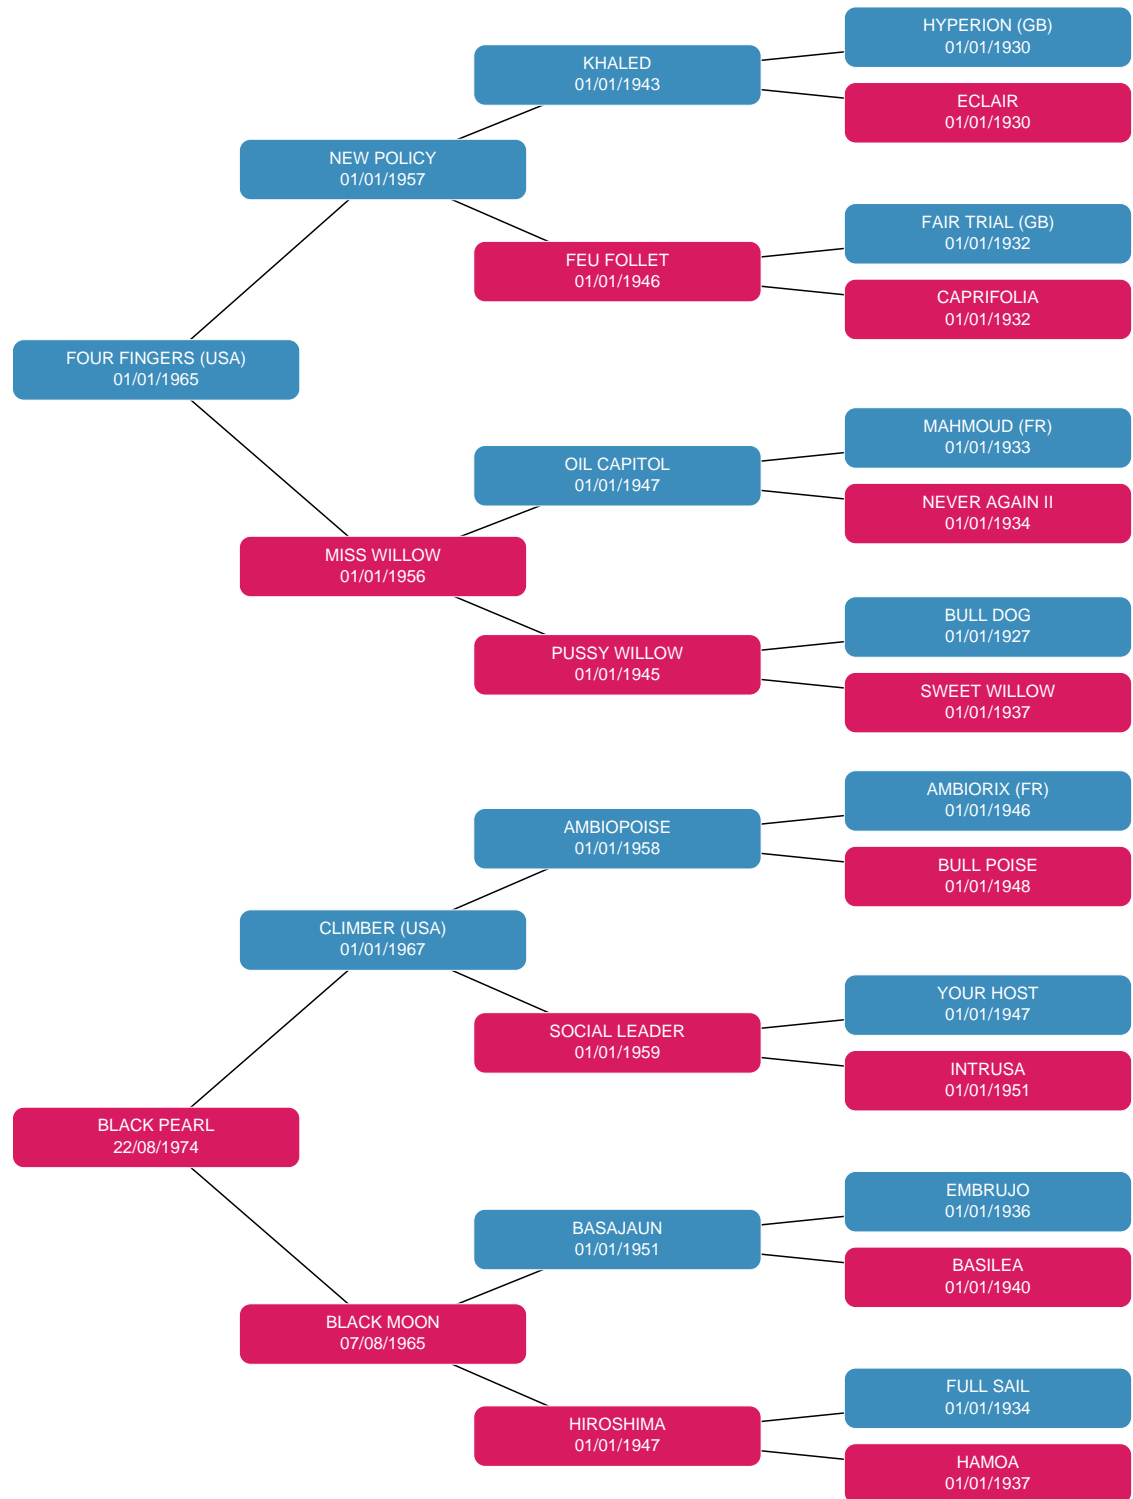 HYPERION (GB)
01/01/1930
KHALED
01/01/1943
ECLAIR
01/01/1930
NEW POLICY
01/01/1957
FAIR TRIAL (GB)
01/01/1932
FEU FOLLET
01/01/1946
CAPRIFOLIA
01/01/1932
FOUR FINGERS (USA)
01/01/1965
MAHMOUD (FR)
01/01/1933
OIL CAPITOL
01/01/1947
NEVER AGAIN II
01/01/1934
MISS WILLOW
01/01/1956
BULL DOG
01/01/1927
PUSSY WILLOW
01/01/1945
SWEET WILLOW
01/01/1937
AMBIORIX (FR)
01/01/1946
AMBIOPOISE
01/01/1958
BULL POISE
01/01/1948
CLIMBER (USA)
01/01/1967
YOUR HOST
01/01/1947
SOCIAL LEADER
01/01/1959
INTRUSA
01/01/1951
BLACK PEARL
22/08/1974
EMBRUJO
01/01/1936
BASAJAUN
01/01/1951
BASILEA
01/01/1940
BLACK MOON
07/08/1965
FULL SAIL
01/01/1934
HIROSHIMA
01/01/1947
HAMOA
01/01/1937